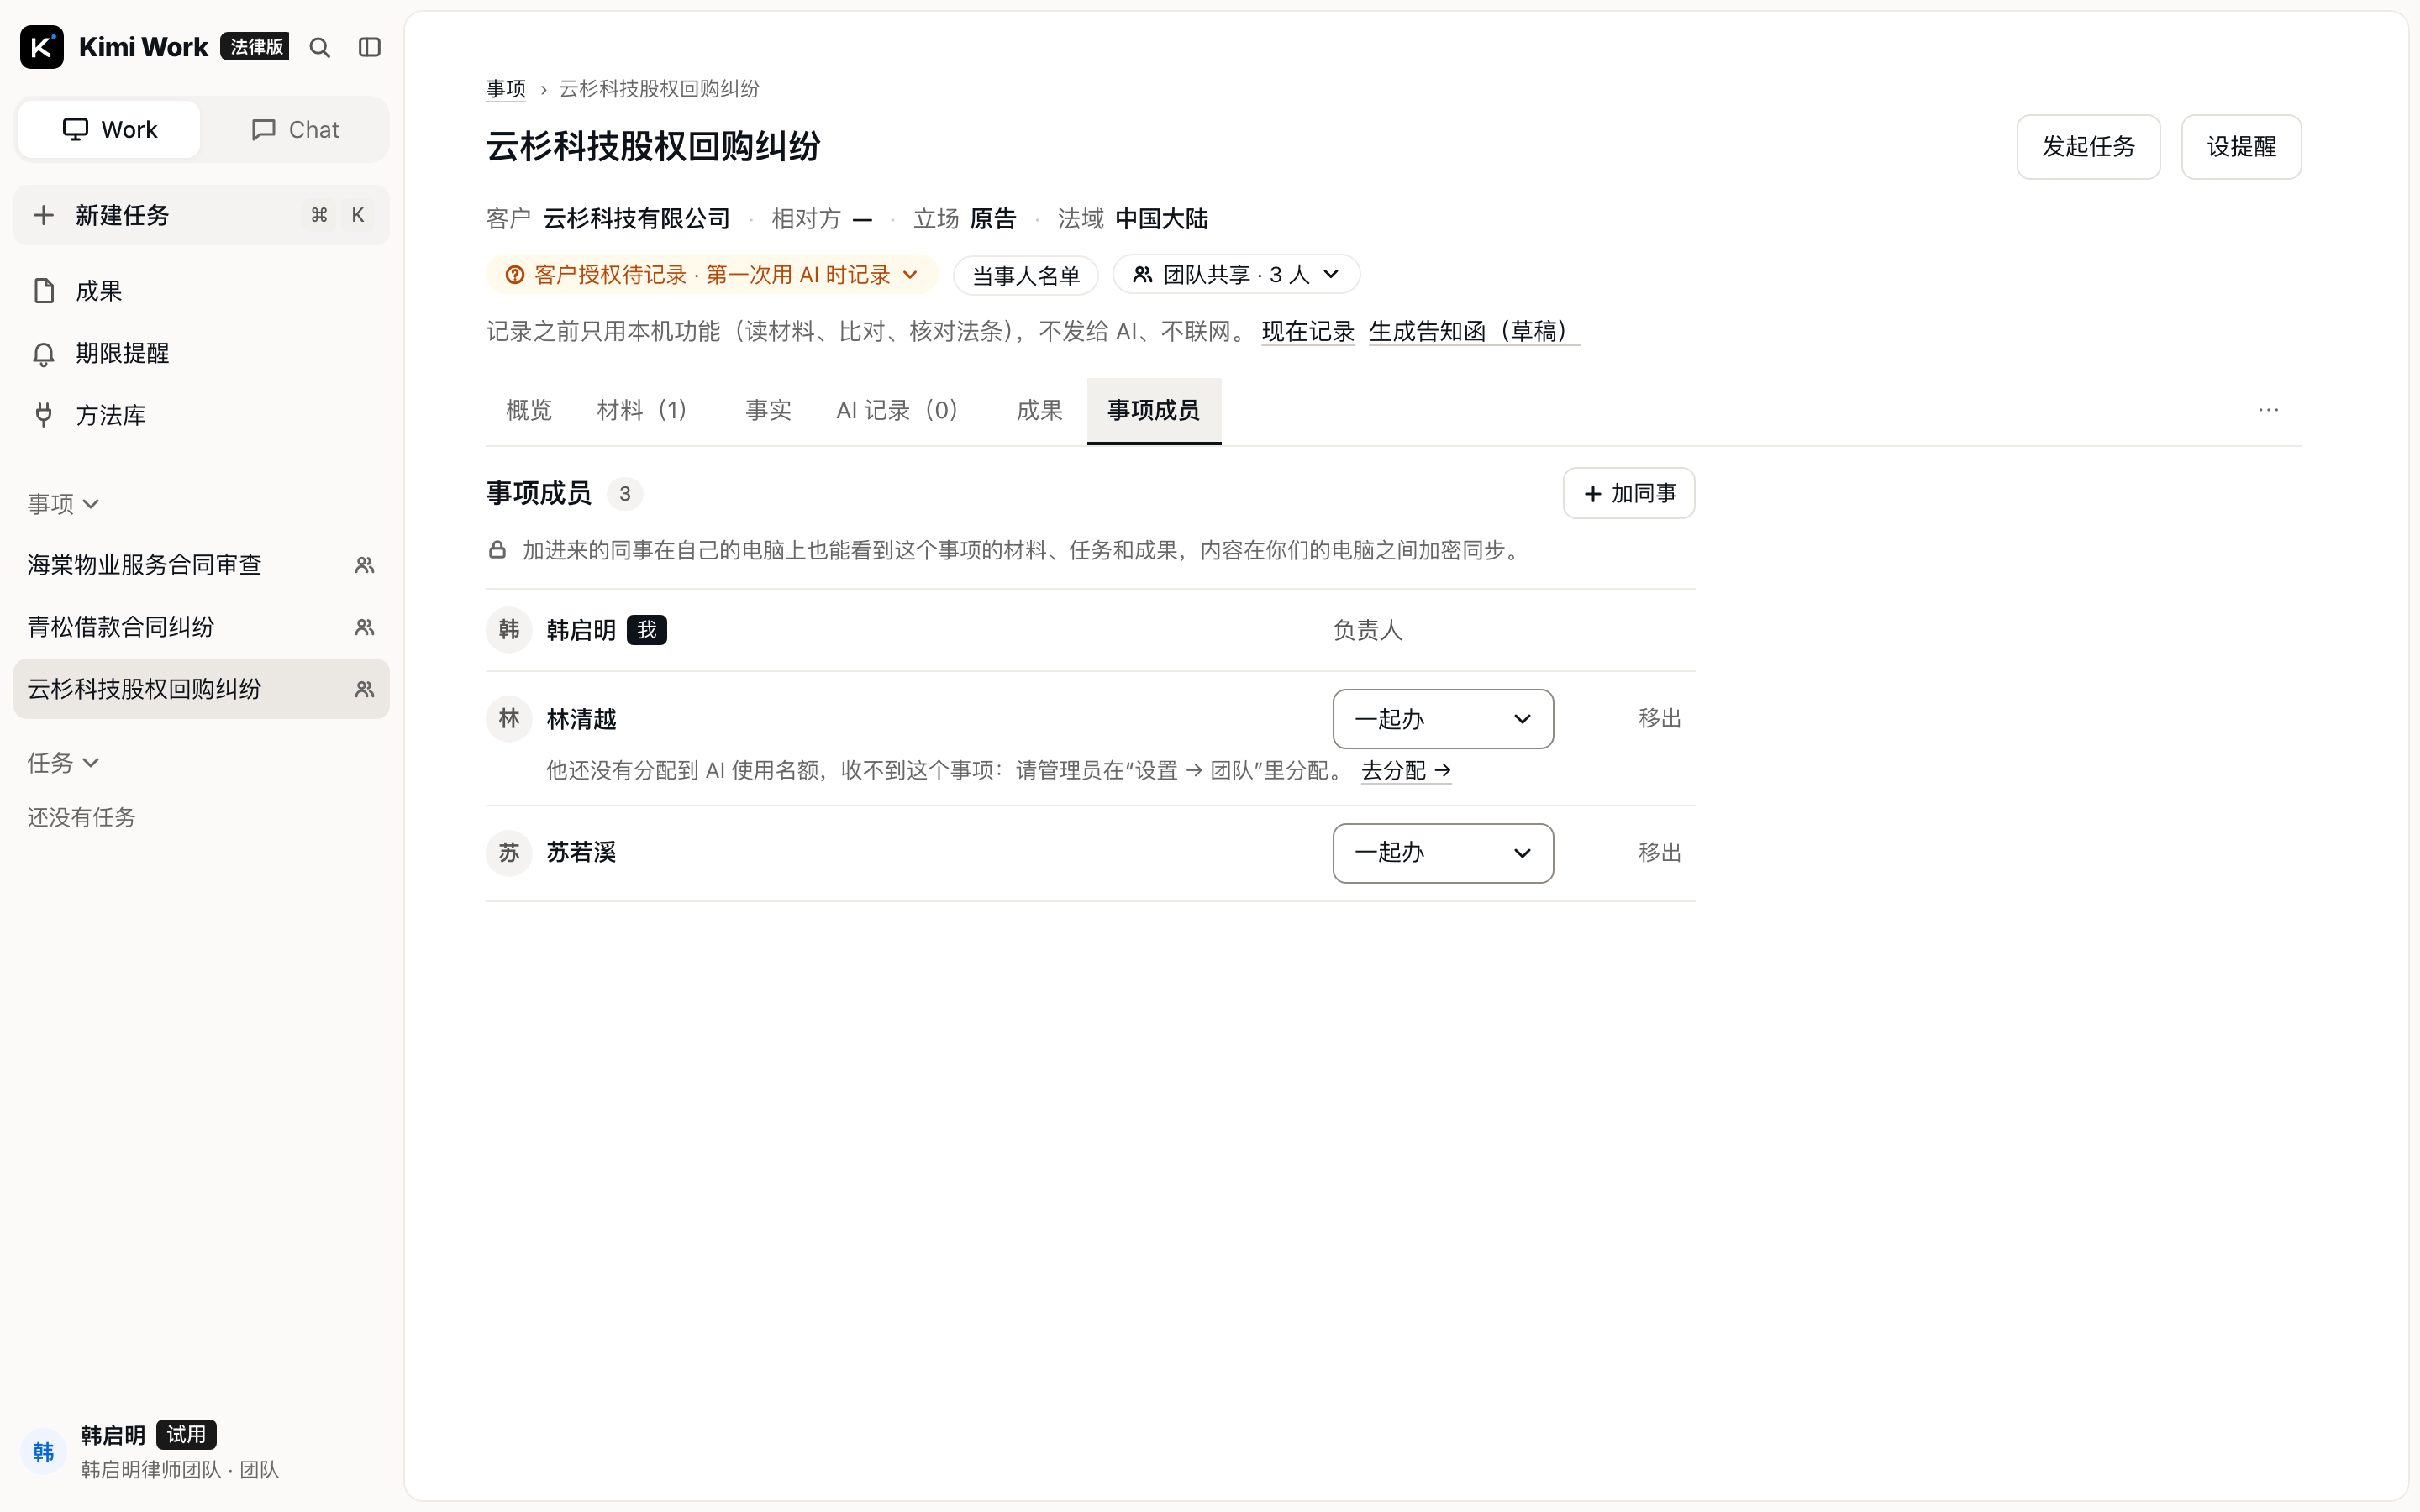 Kimi Work 法律版
Work Chat
新建任务 ⌘ K
成果
期限提醒
方法库
事项
海棠物业服务合同审查
青松借款合同纠纷
云杉科技股权回购纠纷
任务
还没有任务
韩 韩启明 试用
韩启明律师团队 · 团队
事项 › 云杉科技股权回购纠纷
云杉科技股权回购纠纷 发起任务 设提醒
客户 云杉科技有限公司 · 相对方 — · 立场 原告 · 法域 中国大陆
客户授权待记录 · 第一次用 AI 时记录 当事人名单 团队共享 · 3 人
记录之前只用本机功能（读材料、比对、核对法条），不发给 AI、不联网。 现在记录 生成告知函（草稿）
概览 材料（1） 事实 AI 记录（0） 成果 事项成员 ···
事项成员 3 + 加同事
加进来的同事在自己的电脑上也能看到这个事项的材料、任务和成果，内容在你们的电脑之间加密同步。
韩 韩启明 我 负责人
林 林清越 一起办 移出
他还没有分配到 AI 使用名额，收不到这个事项：请管理员在“设置 → 团队”里分配。 去分配 →
苏 苏若溪 一起办 移出